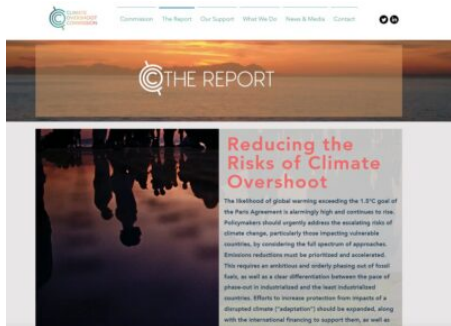 CLIMATE
OVERSHOOT
COMMISSION
Commission The Report Our Support What We Do News & Media Contact
THE REPORT
Reducing the
Risks of Climate
Overshoot
The likelihood of global warming exceeding the 1.5°C goal of
the Paris Agreement is alarmingly high and continues to rise.
Policymakers should urgently address the escalating risks of
climate change, particularly those impacting vulnerable
countries, by considering the full spectrum of approaches.
Emissions reductions must be prioritized and accelerated.
This requires an ambitious and orderly phasing out of fossil
fuels, as well as a clear differentiation between the pace of
phase-out in industrialized and the least industrialized
countries. Efforts to increase protection from impacts of a
disrupted climate ("adaptation") should be expanded, along
with the international financing to support them, as well as